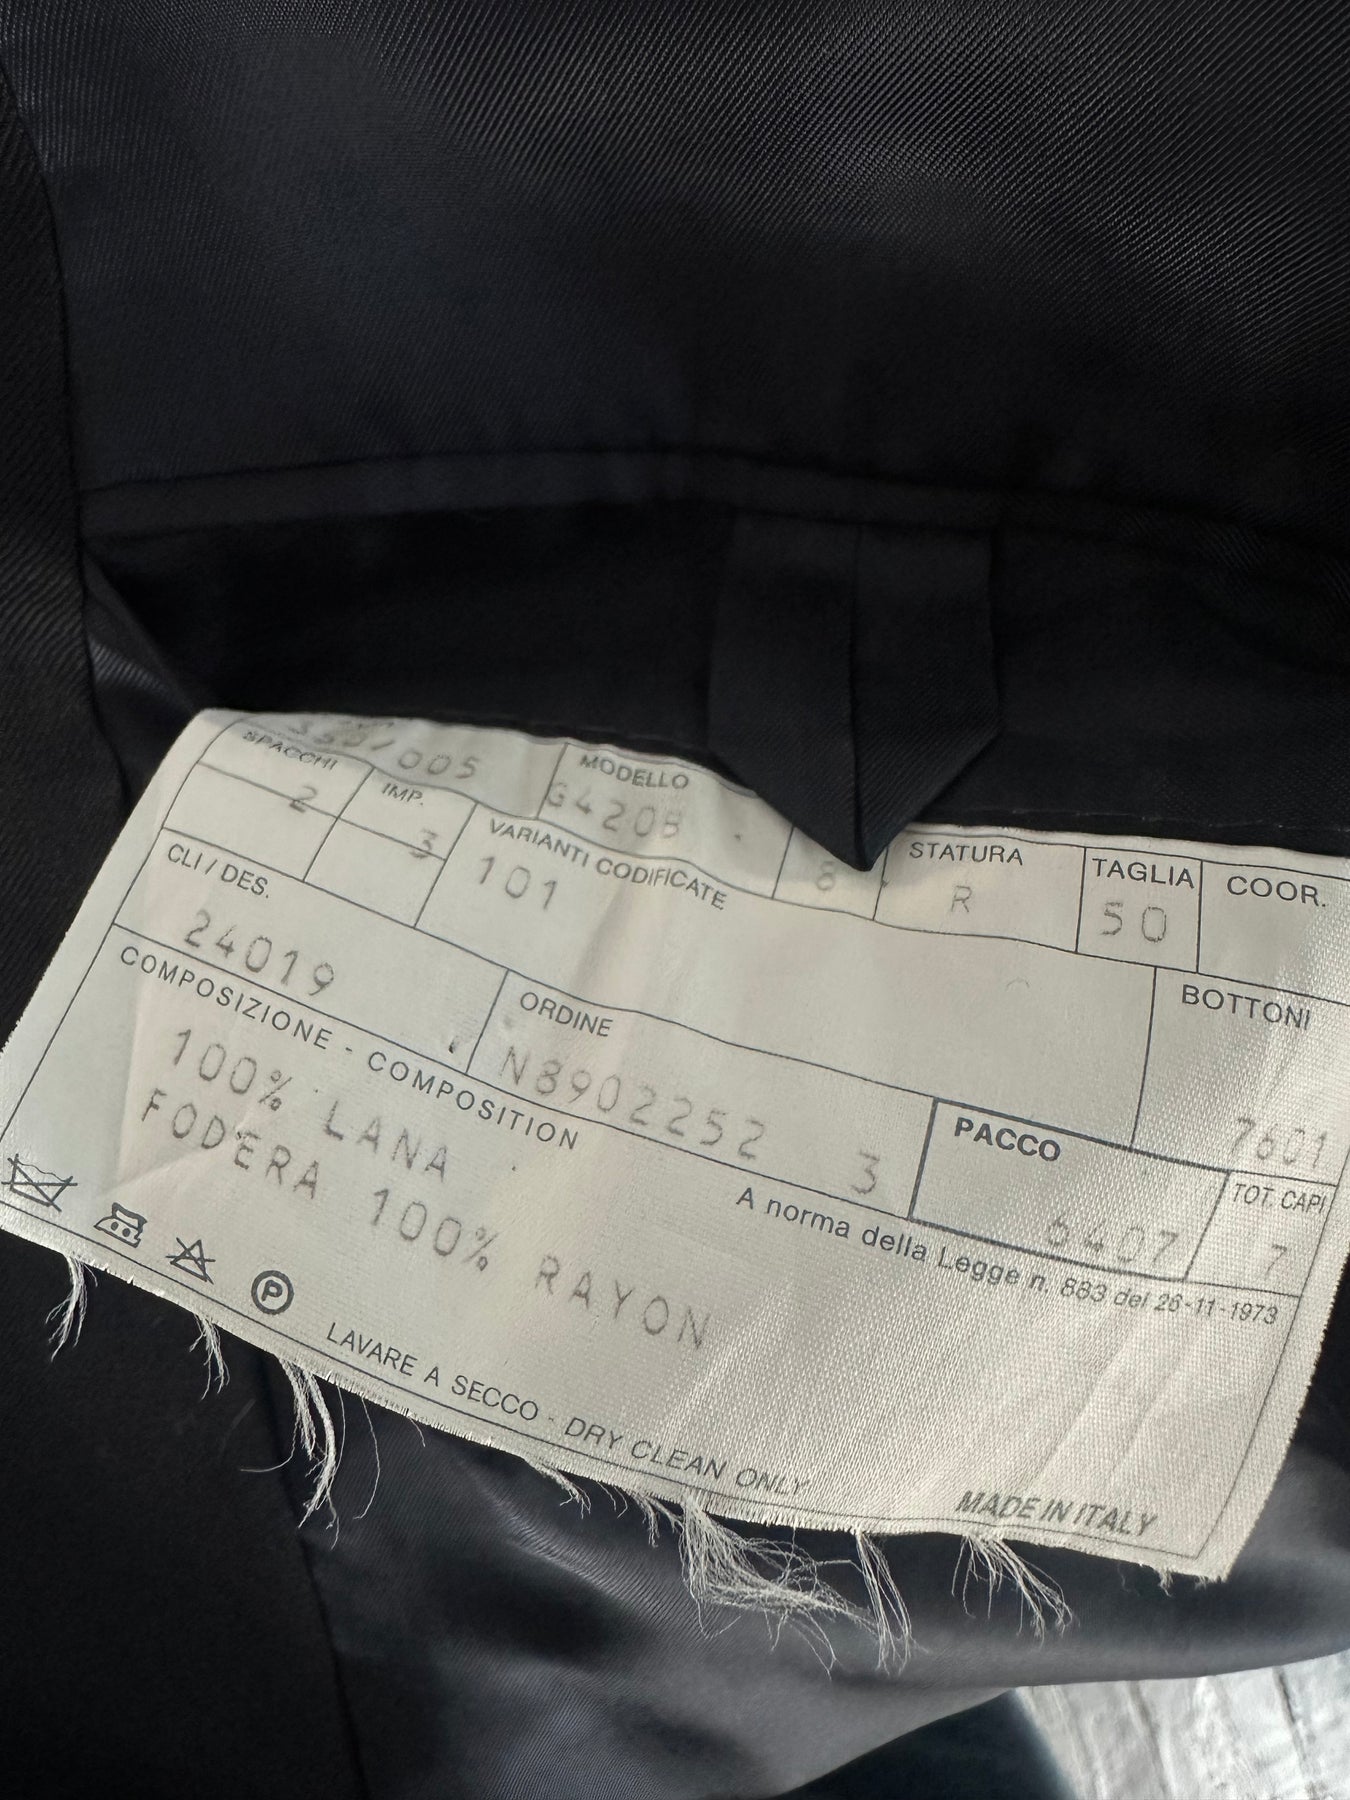 /005
MODELLO
SPACCHI
2
IMP.
3
VARIANTI CODIFICATE
101
8
STATURA
R
TAGLIA
50
COOR.
CLI / DES.
24019
ORDINE
N8902252
3
BOTTONI
7601
PACCO
6407
TOT. CAPI
7
COMPOSIZIONE - COMPOSITION
100% LANA
FODERA 100% RAYON
A norma della Legge n. 883 del 26-11-1973
P
LAVARE A SECCO - DRY CLEAN ONLY
MADE IN ITALY